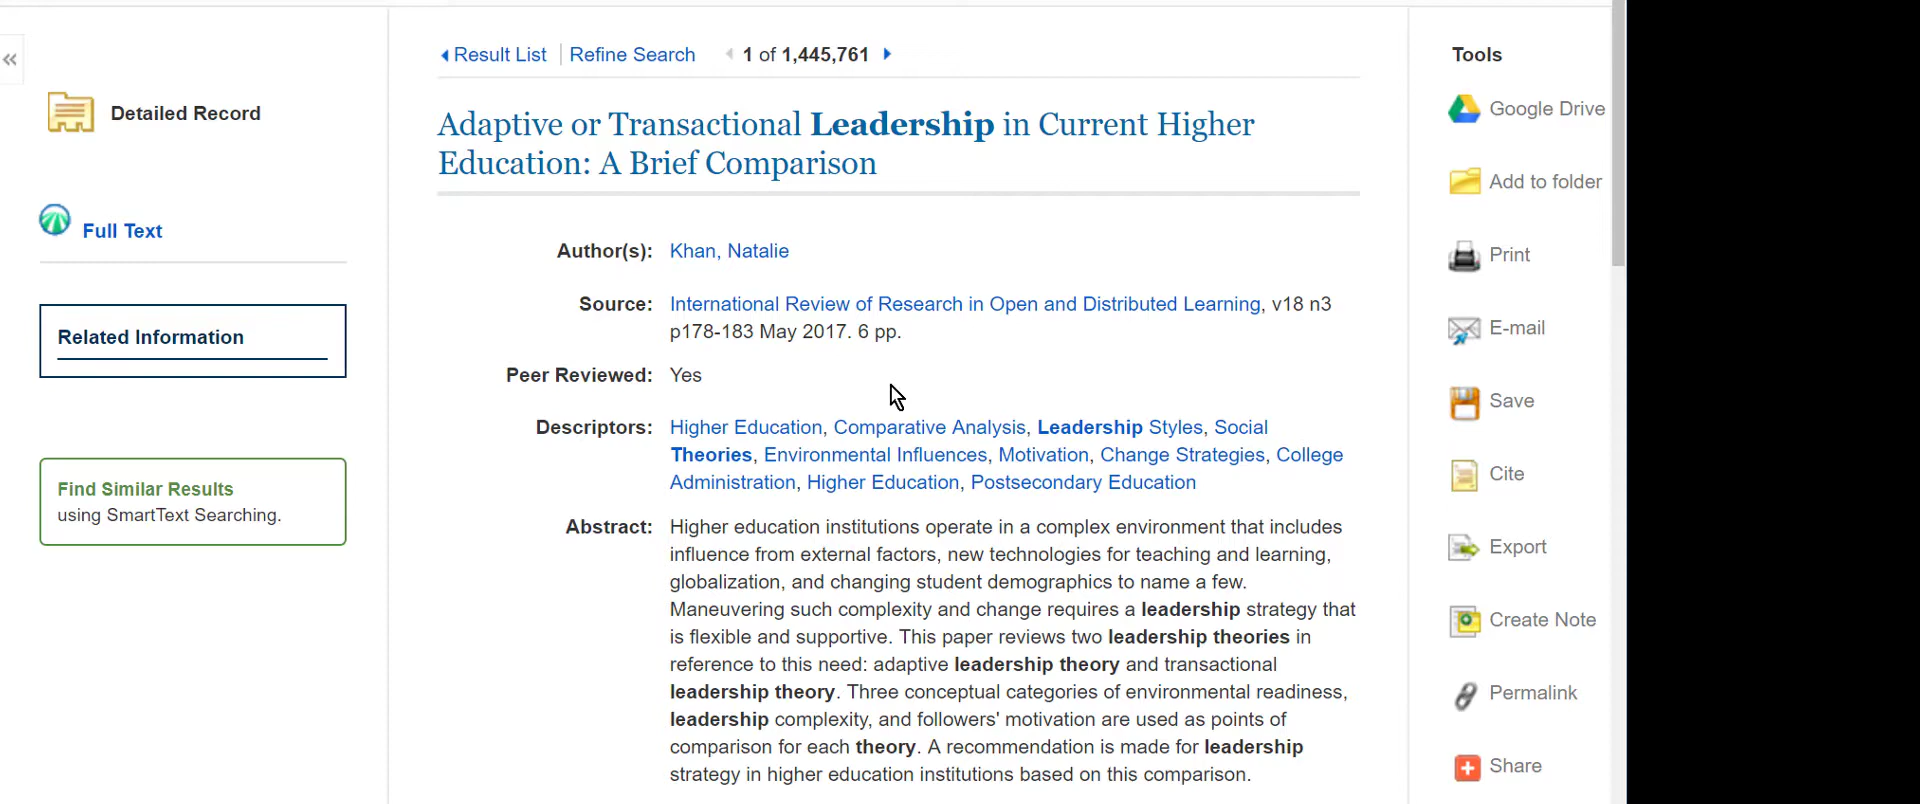 «
Detailed Record
Full Text
Related Information
Find Similar Results
using SmartText Searching.
Result List
Refine Search
1 of 1,445,761
Adaptive or Transactional Leadership in Current Higher
Education: A Brief Comparison
Author(s): Khan, Natalie
Source: International Review of Research in Open and Distributed Learning, v18 n3
p178-183 May 2017. 6 pp.
Peer Reviewed: Yes
Descriptors: Higher Education, Comparative Analysis, Leadership Styles, Social
Theories, Environmental Influences, Motivation, Change Strategies, College
Administration, Higher Education, Postsecondary Education
Abstract: Higher education institutions operate in a complex environment that includes
influence from external factors, new technologies for teaching and learning,
globalization, and changing student demographics to name a few.
Maneuvering such complexity and change requires a leadership strategy that
is flexible and supportive. This paper reviews two leadership theories in
reference to this need: adaptive leadership theory and transactional
leadership theory. Three conceptual categories of environmental readiness,
leadership complexity, and followers' motivation are used as points of
comparison for each theory. A recommendation is made for leadership
strategy in higher education institutions based on this comparison.
Tools
Google Drive
Add to folder
Print
E-mail
Save
Cite
Export
Create Note
Permalink
Share